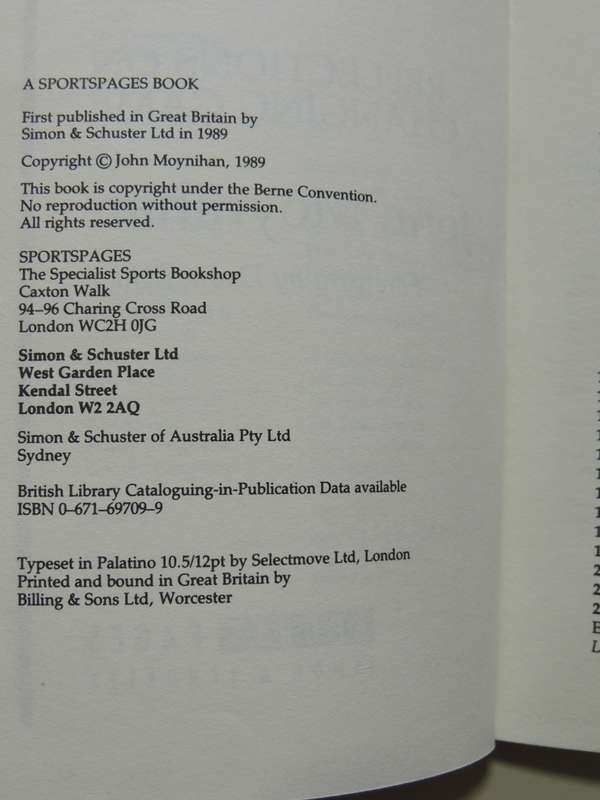 A SPORTSPAGES BOOK
First published in Great Britain by
Simon & Schuster Ltd in 1989
Copyright © John Moynihan, 1989
This book is copyright under the Berne Convention.
No reproduction without permission.
All rights reserved.
SPORTSPAGES
The Specialist Sports Bookshop
Caxton Walk
94–96 Charing Cross Road
London WC2H 0JG
Simon & Schuster Ltd
West Garden Place
Kendal Street
London W2 2AQ
Simon & Schuster of Australia Pty Ltd
Sydney
British Library Cataloguing-in-Publication Data available
ISBN 0–671–69709–9
Typeset in Palatino 10.5/12pt by Selectmove Ltd, London
Printed and bound in Great Britain by
Billing & Sons Ltd, Worcester